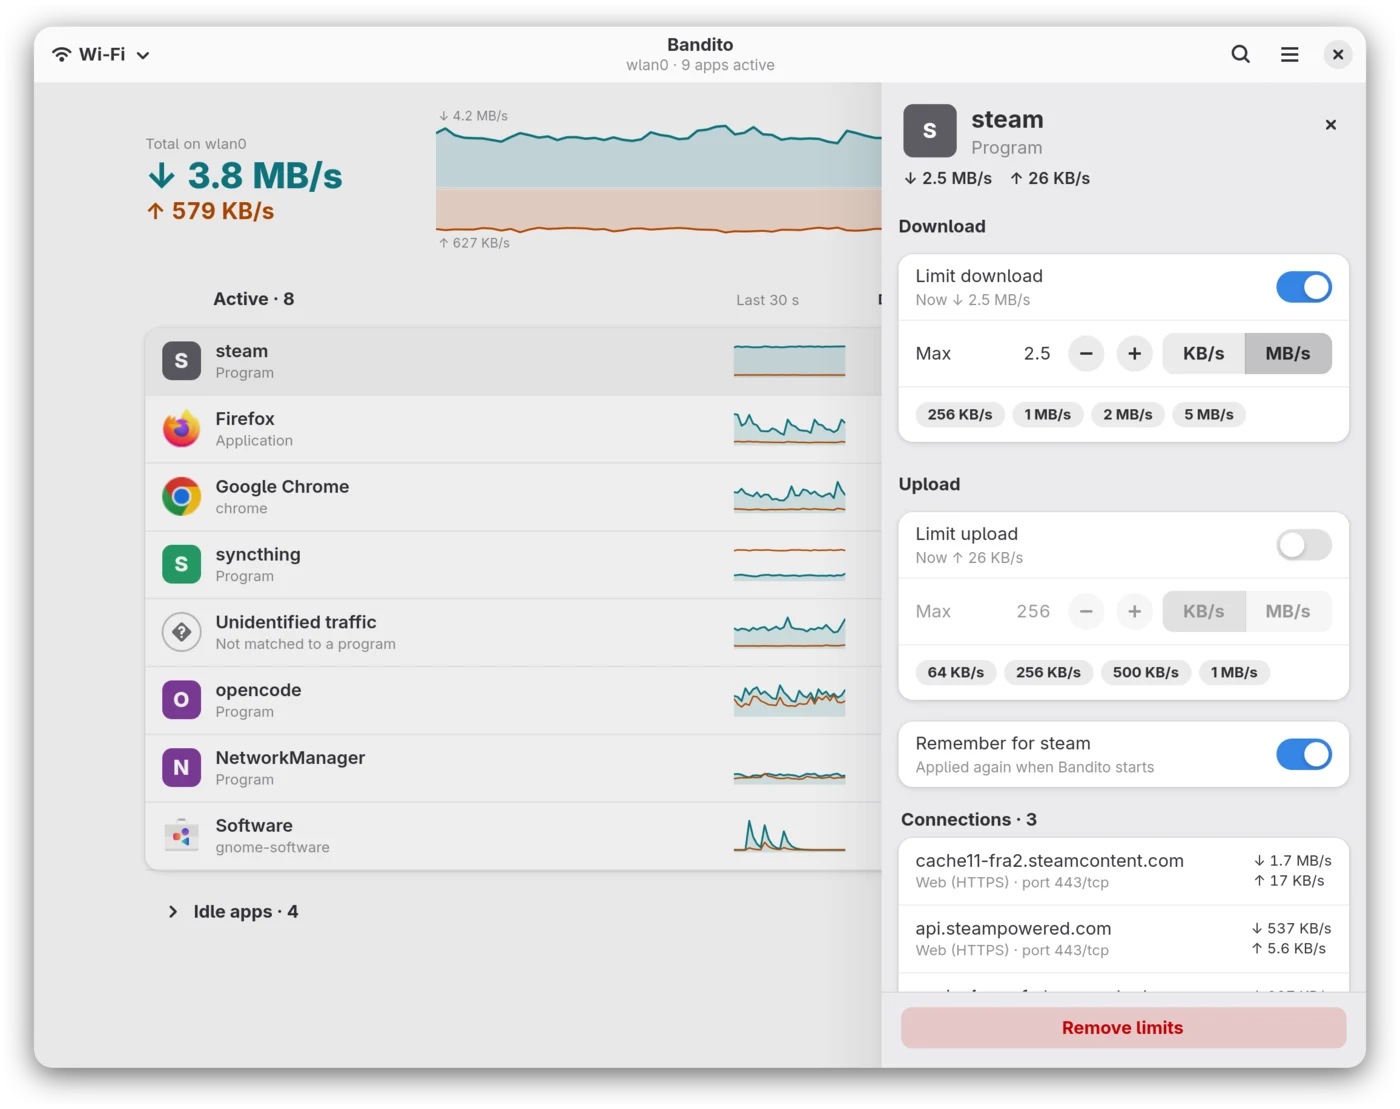 Wi-Fi
Bandito
wlan0 · 9 apps active
Total on wlan0
↓ 3.8 MB/s
↑ 579 KB/s
↓ 4.2 MB/s
↑ 627 KB/s
Active · 8
Last 30 s
S
steam
Program
Firefox
Application
Google Chrome
chrome
S
syncthing
Program
Unidentified traffic
Not matched to a program
O
opencode
Program
N
NetworkManager
Program
Software
gnome-software
Idle apps · 4
S
steam
Program
↓ 2.5 MB/s ↑ 26 KB/s
Download
Limit download
Now ↓ 2.5 MB/s
Max 2.5 − + KB/s MB/s
256 KB/s 1 MB/s 2 MB/s 5 MB/s
Upload
Limit upload
Now ↑ 26 KB/s
Max 256 − + KB/s MB/s
64 KB/s 256 KB/s 500 KB/s 1 MB/s
Remember for steam
Applied again when Bandito starts
Connections · 3
cache11-fra2.steamcontent.com
↓ 1.7 MB/s
Web (HTTPS) · port 443/tcp
↑ 17 KB/s
api.steampowered.com
↓ 537 KB/s
Web (HTTPS) · port 443/tcp
↑ 5.6 KB/s
Remove limits